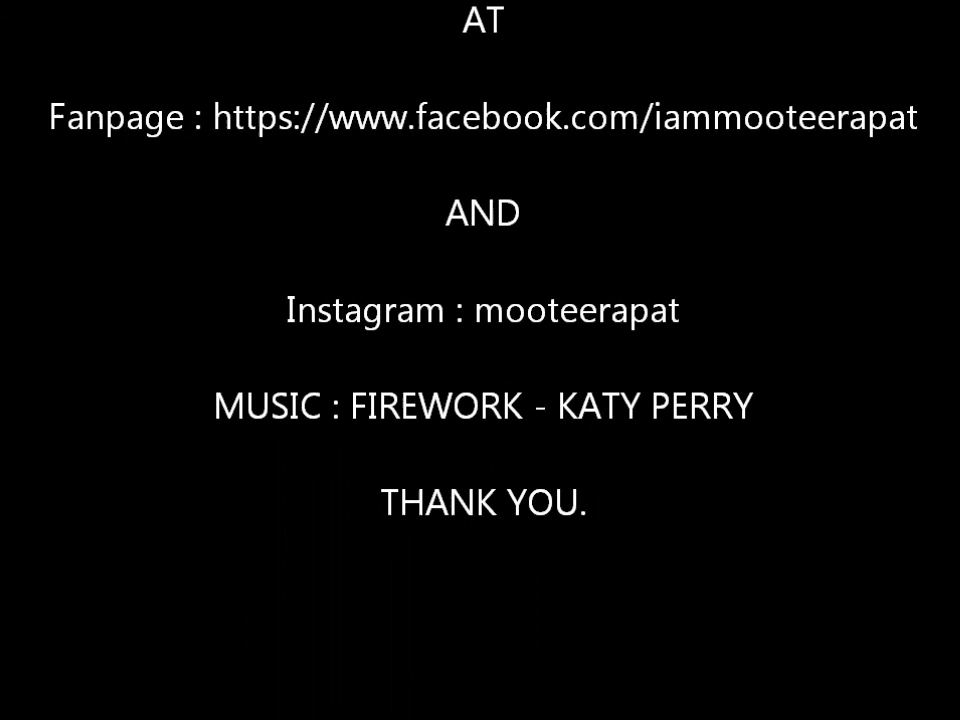 AT
Fanpage : https://www.facebook.com/iammooteerapat
AND
Instagram : mooteerapat
MUSIC : FIREWORK - KATY PERRY
THANK YOU.